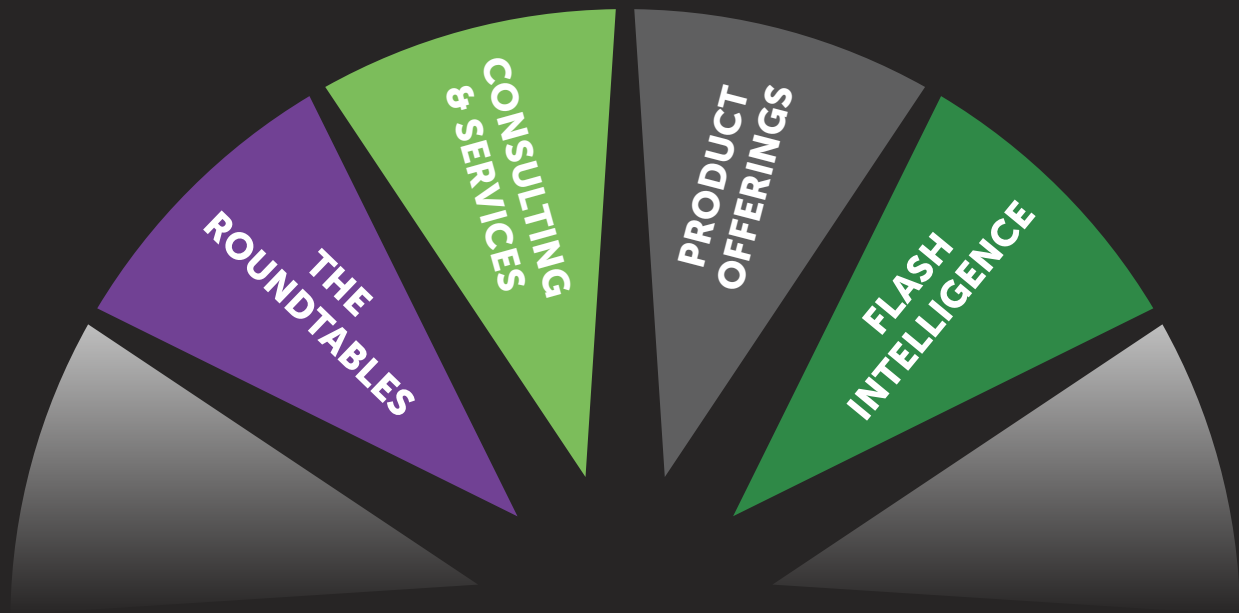 THE
ROUNDTABLES
CONSULTING
& SERVICES
PRODUCT
OFFERINGS
FLASH
INTELLIGENCE